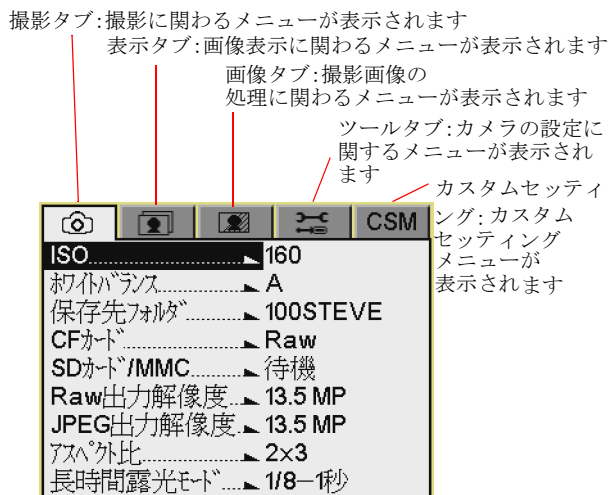 撮影タブ:撮影に関わるメニューが表示されます
表示タブ:画像表示に関わるメニューが表示されます
画像タブ:撮影画像の
処理に関わるメニューが表示されます
ツールタブ:カメラの設定に
関するメニューが表示され
ます
カスタムセッティ
ング:カスタム
セッティング
メニューが
表示されます
CSM
ISO 160
ホワイトバランス A
保存先フォルダ 100STEVE
CFカード Raw
SDカード/MMC 待機
Raw出力解像度 13.5 MP
JPEG出力解像度 13.5 MP
アスペクト比 2×3
長時間露光モード 1/8−1秒